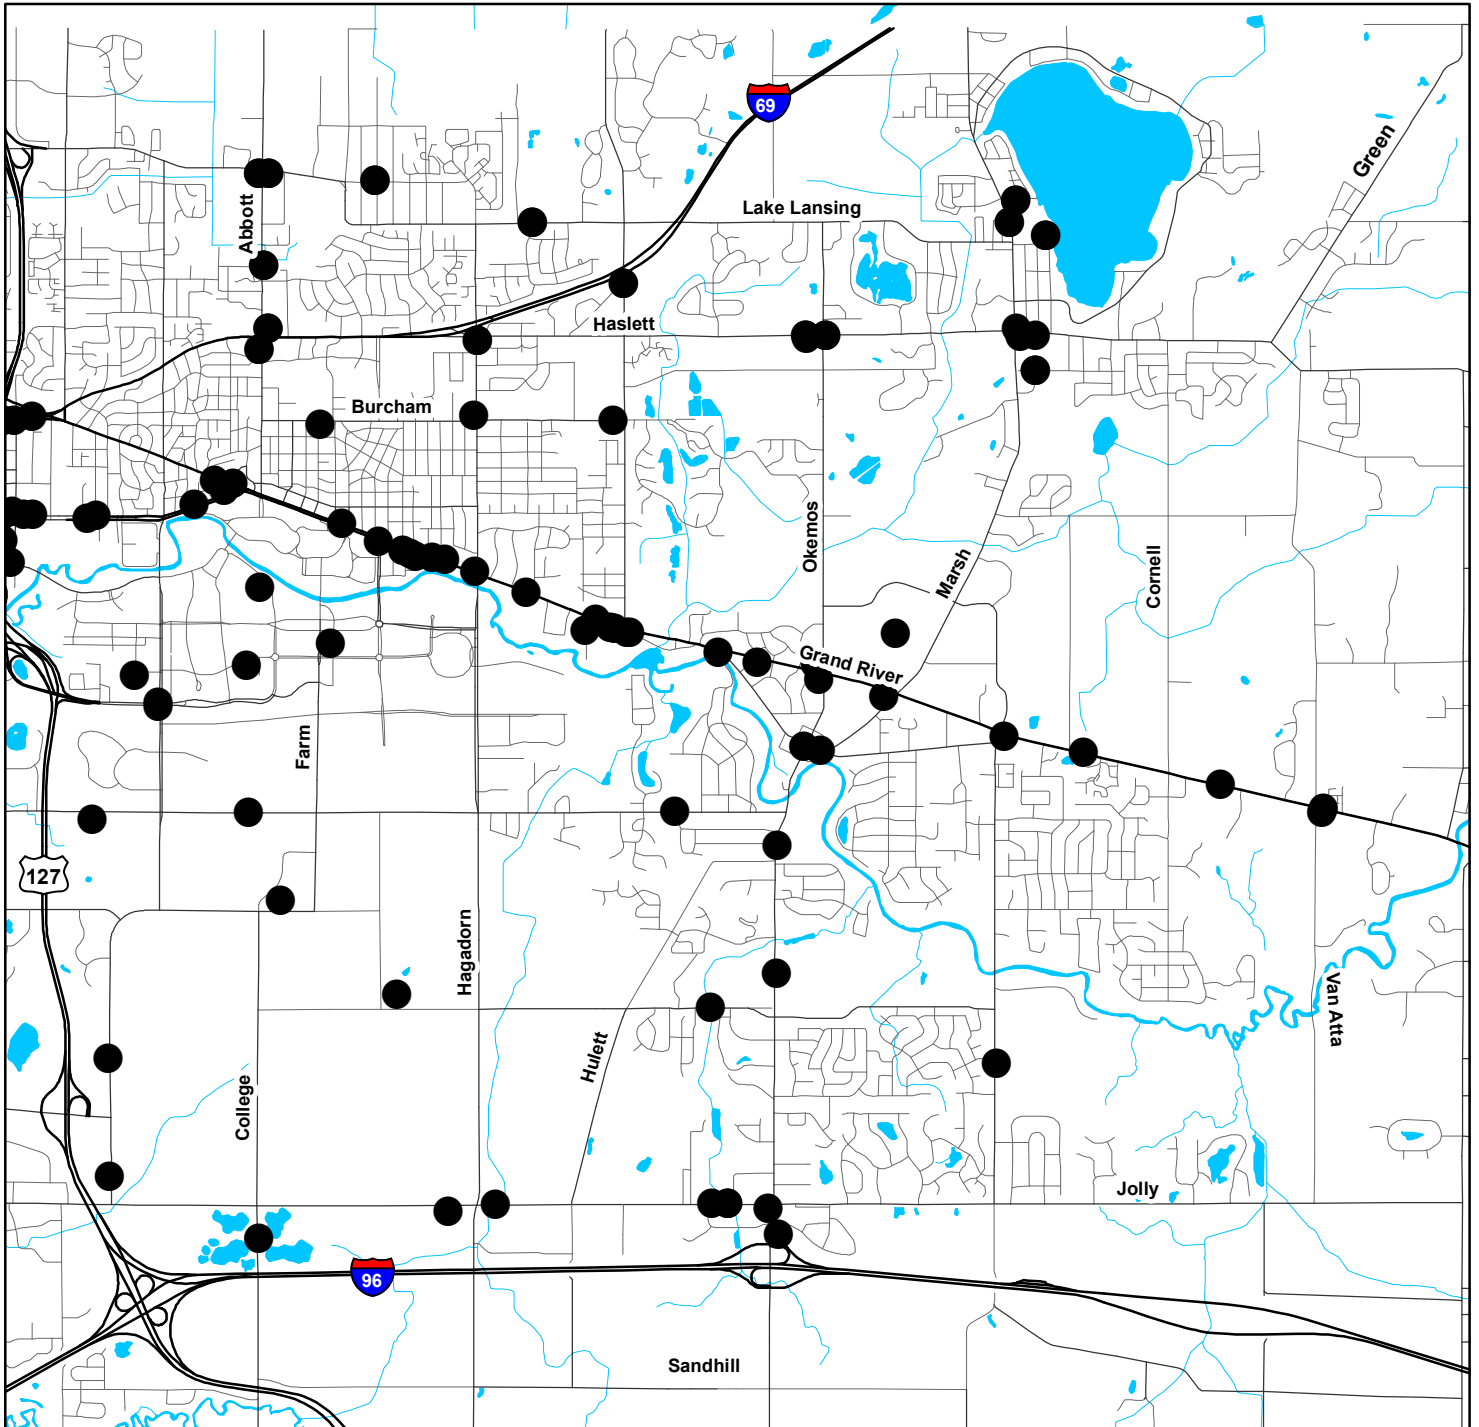 69
Green
Lake Lansing
Abbott
Haslett
Burcham
Okemos
Marsh
Cornell
Grand River
Farm
127
Hagadorn
Van Atta
Hulett
College
Jolly
96
Sandhill